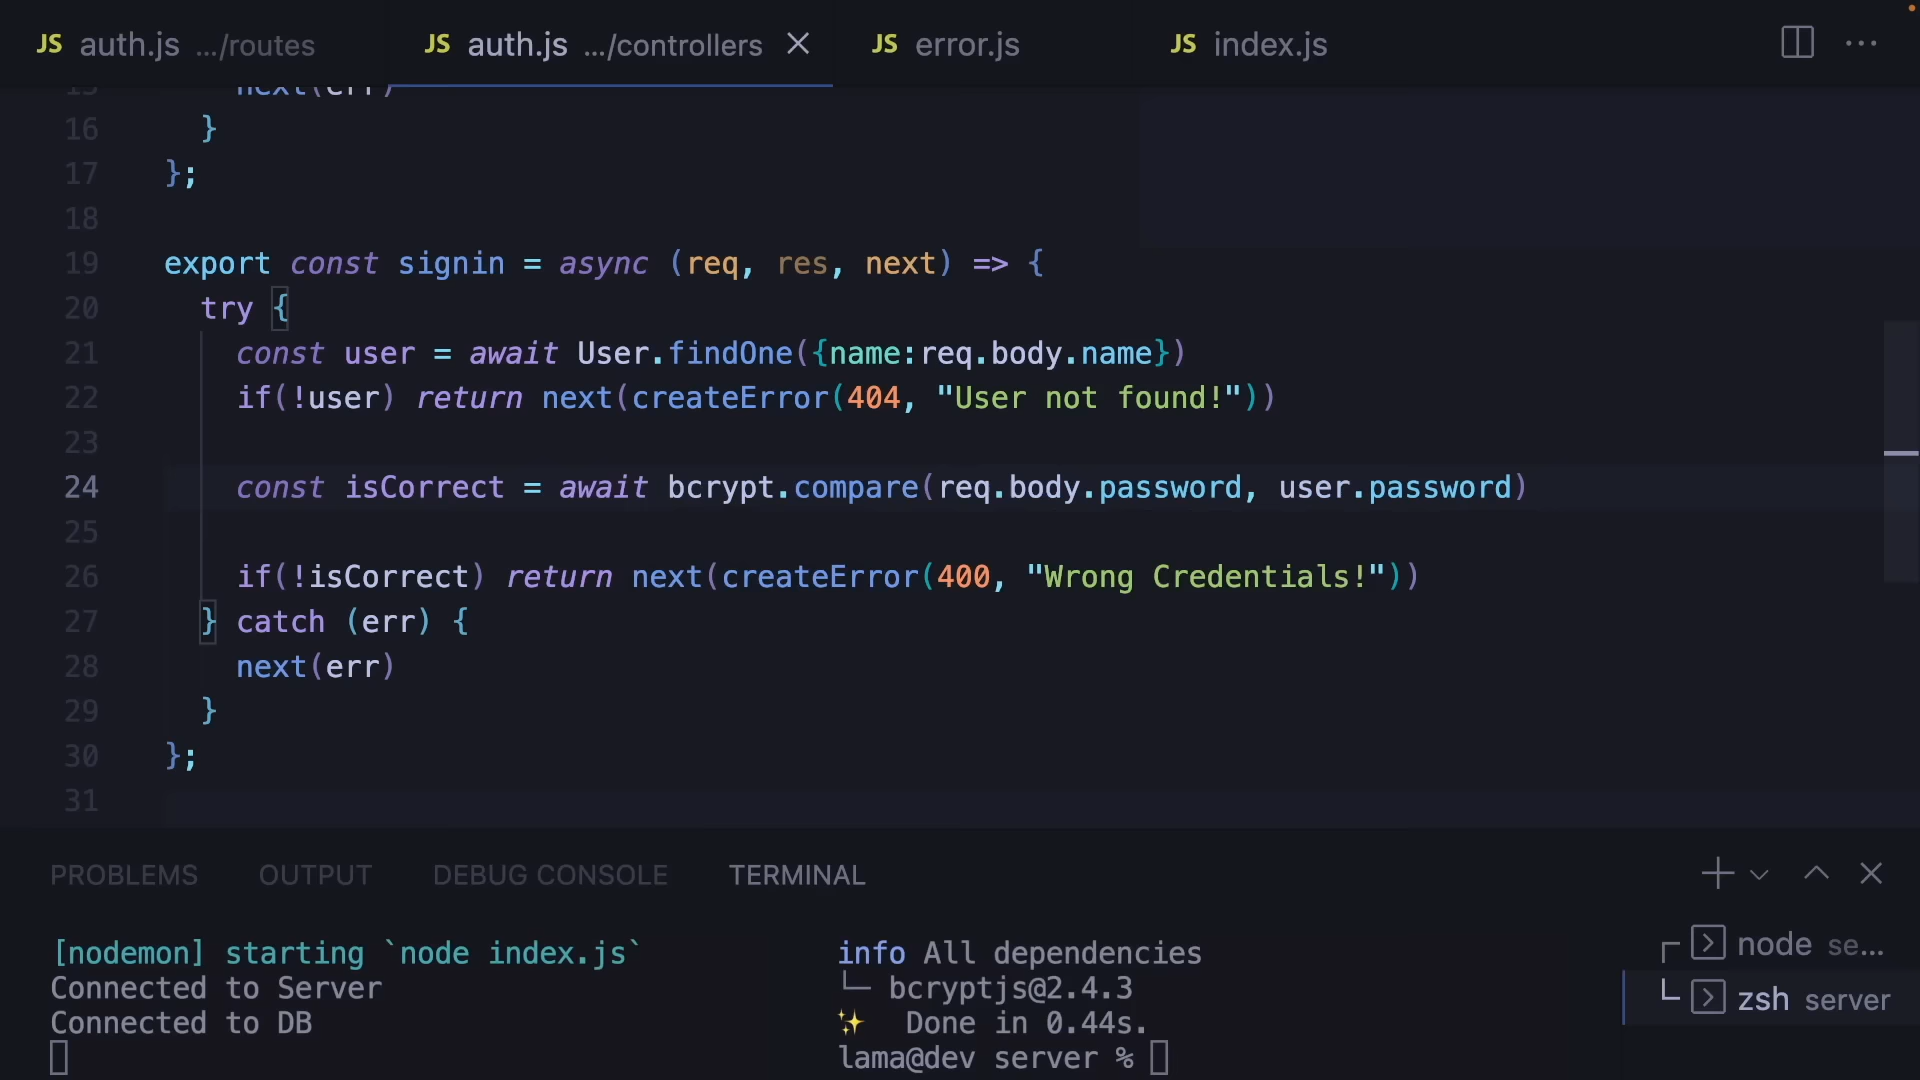 JS auth.js .../routes JS auth.js .../controllers JS error.js JS index.js ...
15 next(err)
16 }
17 };
18
19 export const signin = async (req, res, next) => {
20 try {
21 const user = await User.findOne({name:req.body.name})
22 if(!user) return next(createError(404, "User not found!"))
23
24 const isCorrect = await bcrypt.compare(req.body.password, user.password)
25
26 if(!isCorrect) return next(createError(400, "Wrong Credentials!"))
27 } catch (err) {
28 next(err)
29 }
30 };
31
PROBLEMS OUTPUT DEBUG CONSOLE TERMINAL
[nodemon] starting `node index.js`
Connected to Server
Connected to DB
info All dependencies
└─ bcryptjs@2.4.3
✨ Done in 0.44s.
lama@dev server %
node se...
zsh server